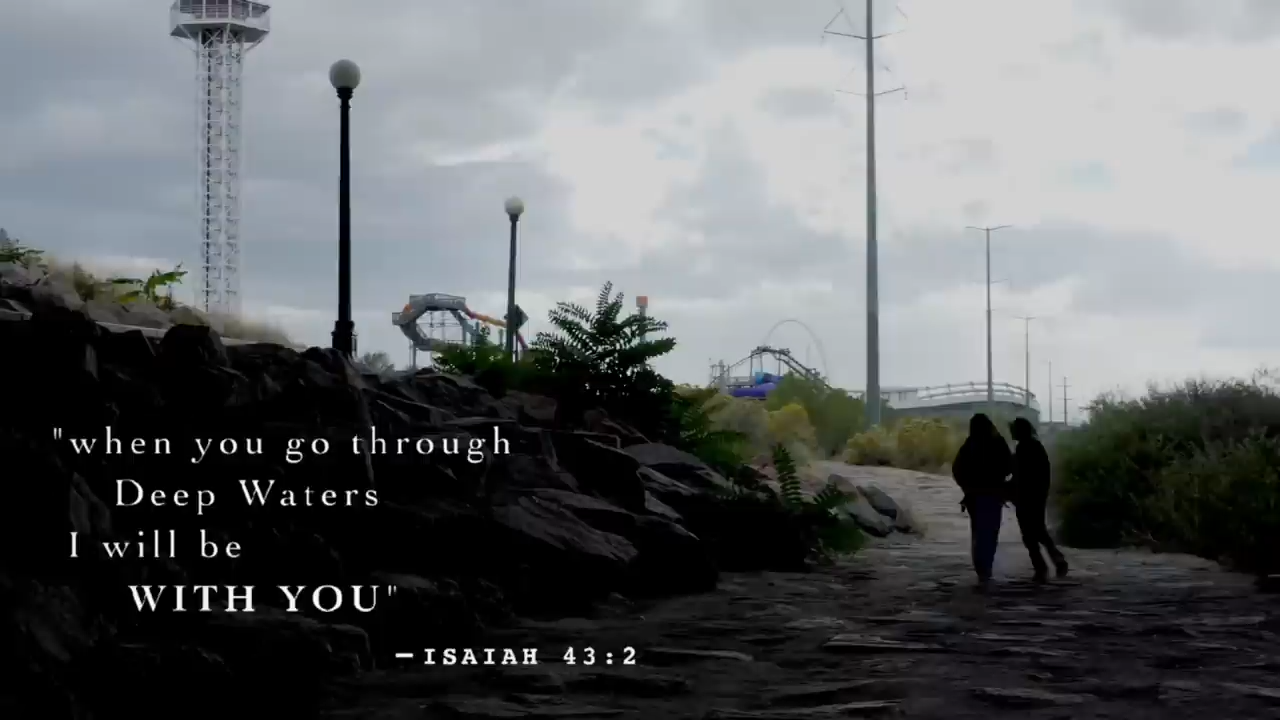 "when you go through
Deep Waters
I will be
WITH YOU"
—ISAIAH 43:2